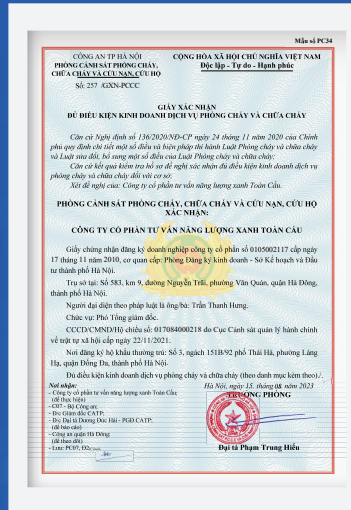 Mẫu số PC34
CÔNG AN TP HÀ NỘI
PHÒNG CẢNH SÁT PHÒNG CHÁY,
CHỮA CHÁY VÀ CỨU NẠN, CỨU HỘ
Số: 257 /GXN-PCCC
CỘNG HÒA XÃ HỘI CHỦ NGHĨA VIỆT NAM
Độc lập - Tự do - Hạnh phúc
GIẤY XÁC NHẬN
ĐỦ ĐIỀU KIỆN KINH DOANH DỊCH VỤ PHÒNG CHÁY VÀ CHỮA CHÁY
Căn cứ Nghị định số 136/2020/NĐ-CP ngày 24 tháng 11 năm 2020 của Chính
phủ quy định chi tiết một số điều và biện pháp thi hành Luật Phòng cháy và chữa cháy
và Luật sửa đổi, bổ sung một số điều của Luật Phòng cháy và chữa cháy;
Căn cứ kết quả kiểm tra hồ sơ đề nghị xác nhận đủ điều kiện kinh doanh dịch vụ
phòng cháy và chữa cháy đối với cơ sở;
Xét đề nghị của: Công ty cổ phần tư vấn năng lượng xanh Toàn Cầu.
PHÒNG CẢNH SÁT PHÒNG CHÁY, CHỮA CHÁY VÀ CỨU NẠN, CỨU HỘ
XÁC NHẬN:
CÔNG TY CỔ PHẦN TƯ VẤN NĂNG LƯỢNG XANH TOÀN CẦU
Giấy chứng nhận đăng ký doanh nghiệp công ty cổ phần số 0105002117 cấp ngày
17 tháng 11 năm 2010, cơ quan cấp: Phòng Đăng ký kinh doanh - Sở Kế hoạch và Đầu
tư thành phố Hà Nội.
Trụ sở tại: Số 583, km 9, đường Nguyễn Trãi, phường Văn Quán, quận Hà Đông,
thành phố Hà Nội.
Người đại diện theo pháp luật là ông/bà: Trần Thanh Hưng.
Chức vụ: Phó Tổng giám đốc.
CCCD/CMND/Hộ chiếu số: 017084000218 do Cục Cảnh sát quản lý hành chính
về trật tự xã hội cấp ngày 22/11/2021.
Nơi đăng ký hộ khẩu thường trú: Số 3, ngách 151B/92 phố Thái Hà, phường Láng
Hạ, quận Đống Đa, thành phố Hà Nội.
Đủ điều kiện kinh doanh dịch vụ phòng cháy và chữa cháy (theo danh mục kèm theo)./.
Nơi nhận:
- Công ty cổ phần tư vấn năng lượng xanh Toàn Cầu;
(để thực hiện)
- C07 - Bộ Công an;
- Đ/c Giám đốc CATP;
- Đ/c Đại tá Dương Đức Hải - PGĐ CATP;
(để báo cáo)
- Công an quận Hà Đông;
(để theo dõi)
- Lưu: PC07, Đ2
Hà Nội, ngày 15 tháng 08 năm 2023
TRƯỞNG PHÒNG
Đại tá Phạm Trung Hiếu